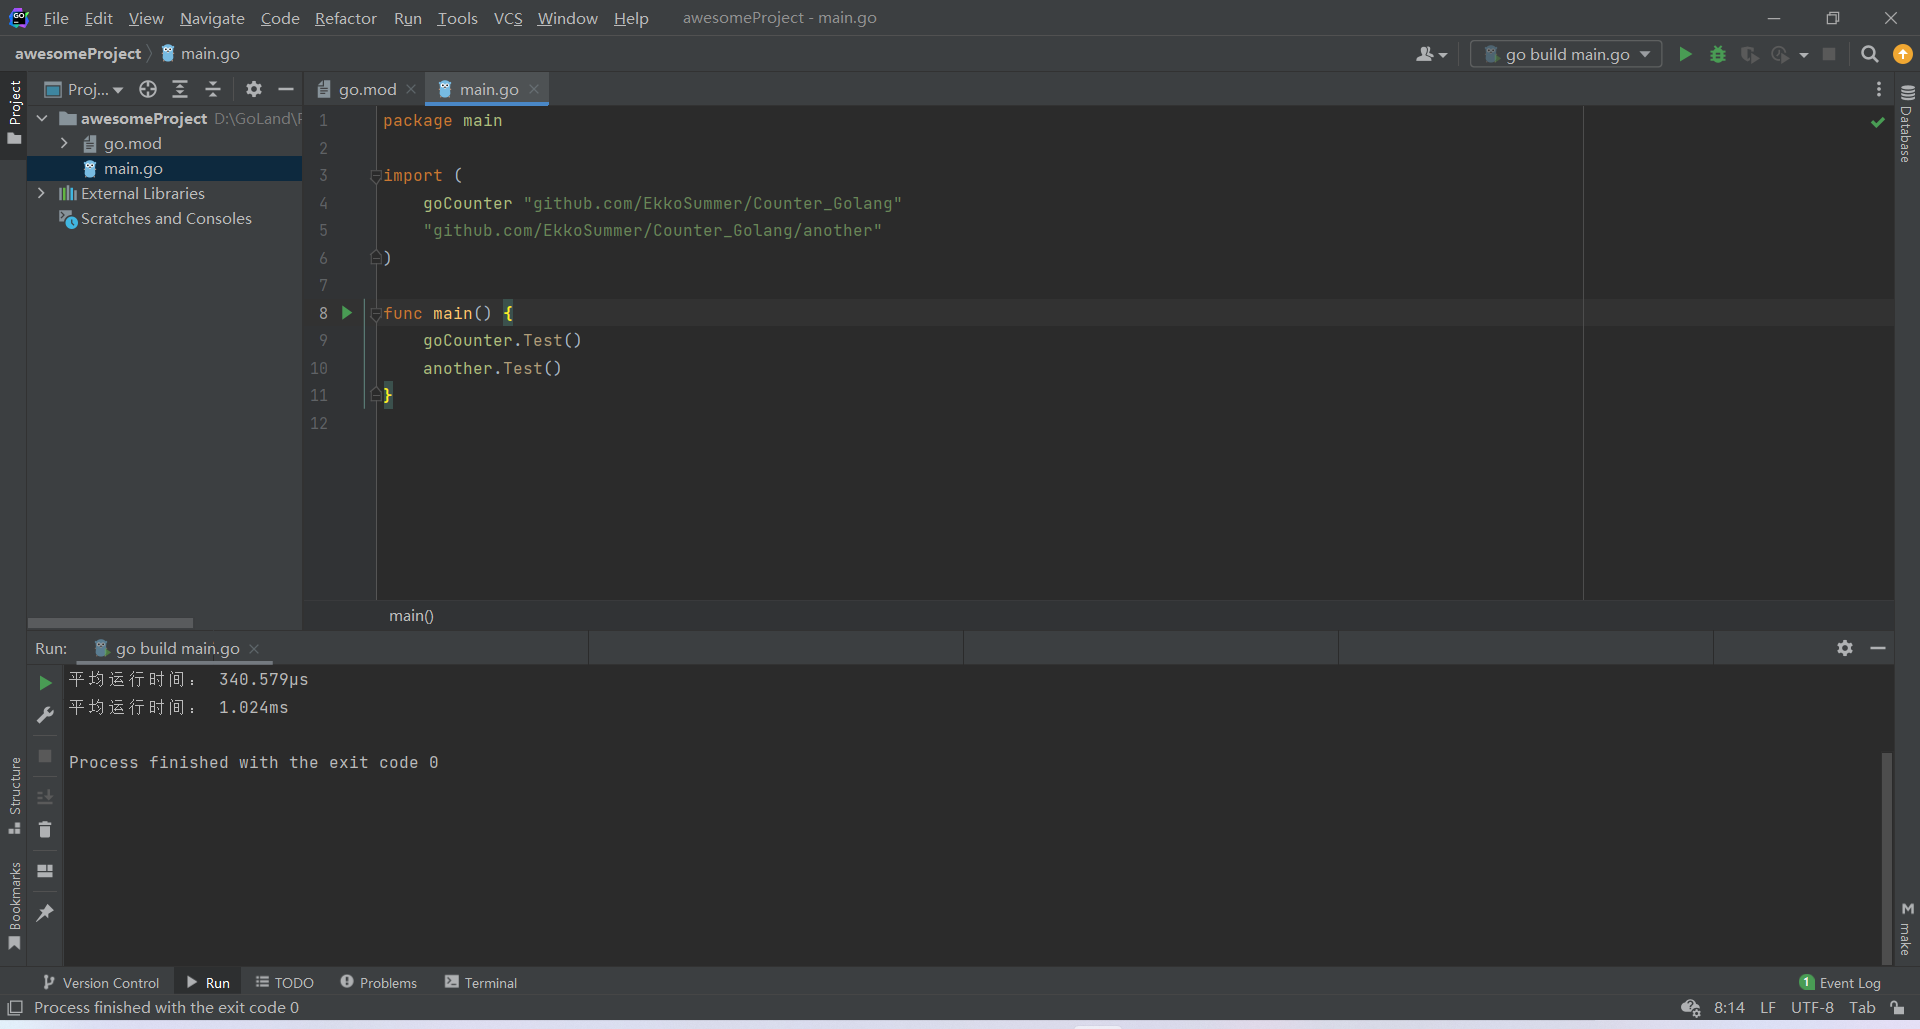 File Edit View Navigate Code Refactor Run Tools VCS Window Help awesomeProject - main.go
awesomeProject main.go
go build main.go
Project
Proj...
awesomeProject D:\GoLand\
go.mod
main.go
External Libraries
Scratches and Consoles
go.mod main.go
1 package main
2
3 import (
4 goCounter "github.com/EkkoSummer/Counter_Golang"
5 "github.com/EkkoSummer/Counter_Golang/another"
6 )
7
8 func main() {
9 goCounter.Test()
10 another.Test()
11 }
12
main()
Database
Run: go build main.go
平均运行时间： 340.579µs
平均运行时间： 1.024ms
Process finished with the exit code 0
Structure
Bookmarks
make
Version Control Run TODO Problems Terminal
1 Event Log
Process finished with the exit code 0
8:14 LF UTF-8 Tab